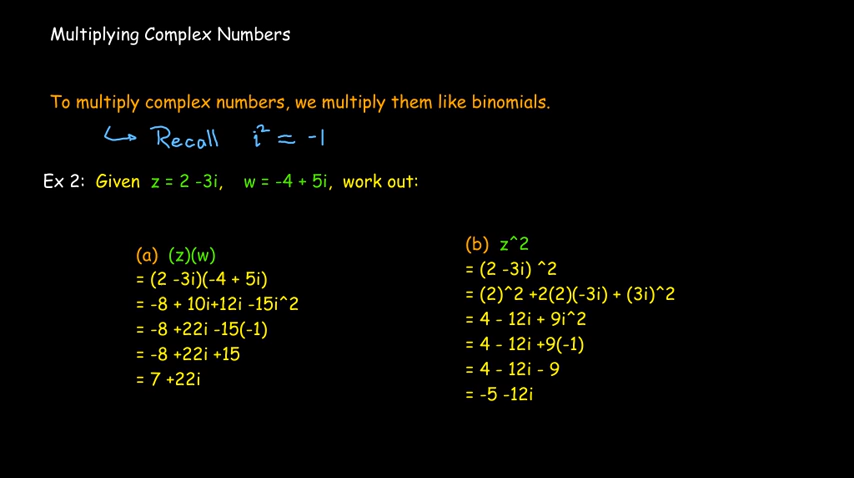 Multiplying Complex Numbers
To multiply complex numbers, we multiply them like binomials.
↳ Recall i² = -1
Ex 2: Given z = 2 -3i, w = -4 + 5i, work out:
(a) (z)(w)
= (2 -3i)(-4 + 5i)
= -8 + 10i+12i -15i^2
= -8 +22i -15(-1)
= -8 +22i +15
= 7 +22i
(b) z^2
= (2 -3i) ^2
= (2)^2 +2(2)(-3i) + (3i)^2
= 4 - 12i + 9i^2
= 4 - 12i +9(-1)
= 4 - 12i - 9
= -5 -12i